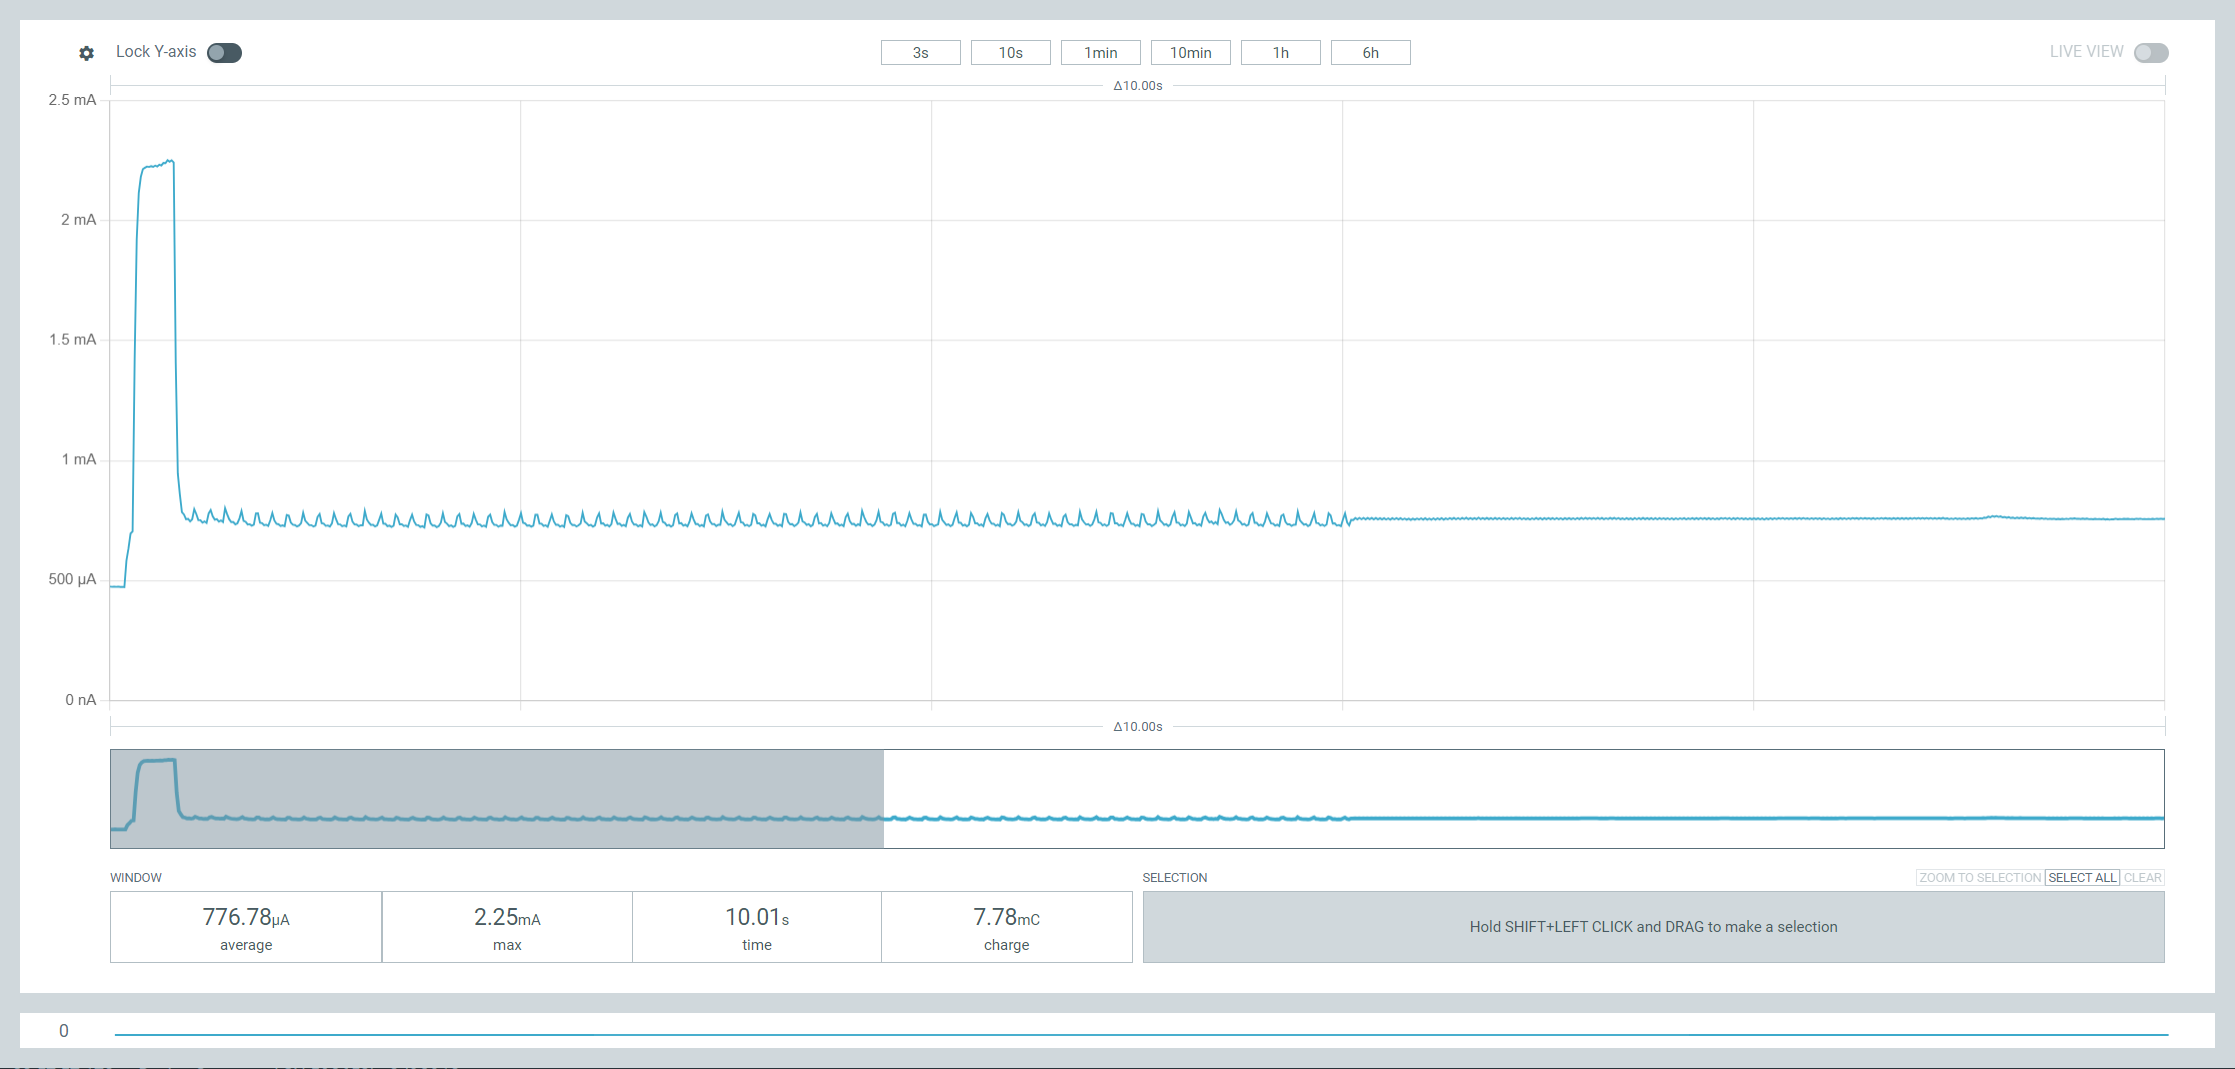 Lock Y-axis 3s 10s 1min 10min 1h 6h LIVE VIEW
Δ10.00s
2.5 mA
2 mA
1.5 mA
1 mA
500 µA
0 nA
Δ10.00s
WINDOW SELECTION ZOOM TO SELECTION SELECT ALL CLEAR
776.78µA 2.25mA 10.01s 7.78mC
average max time charge
Hold SHIFT+LEFT CLICK and DRAG to make a selection
0